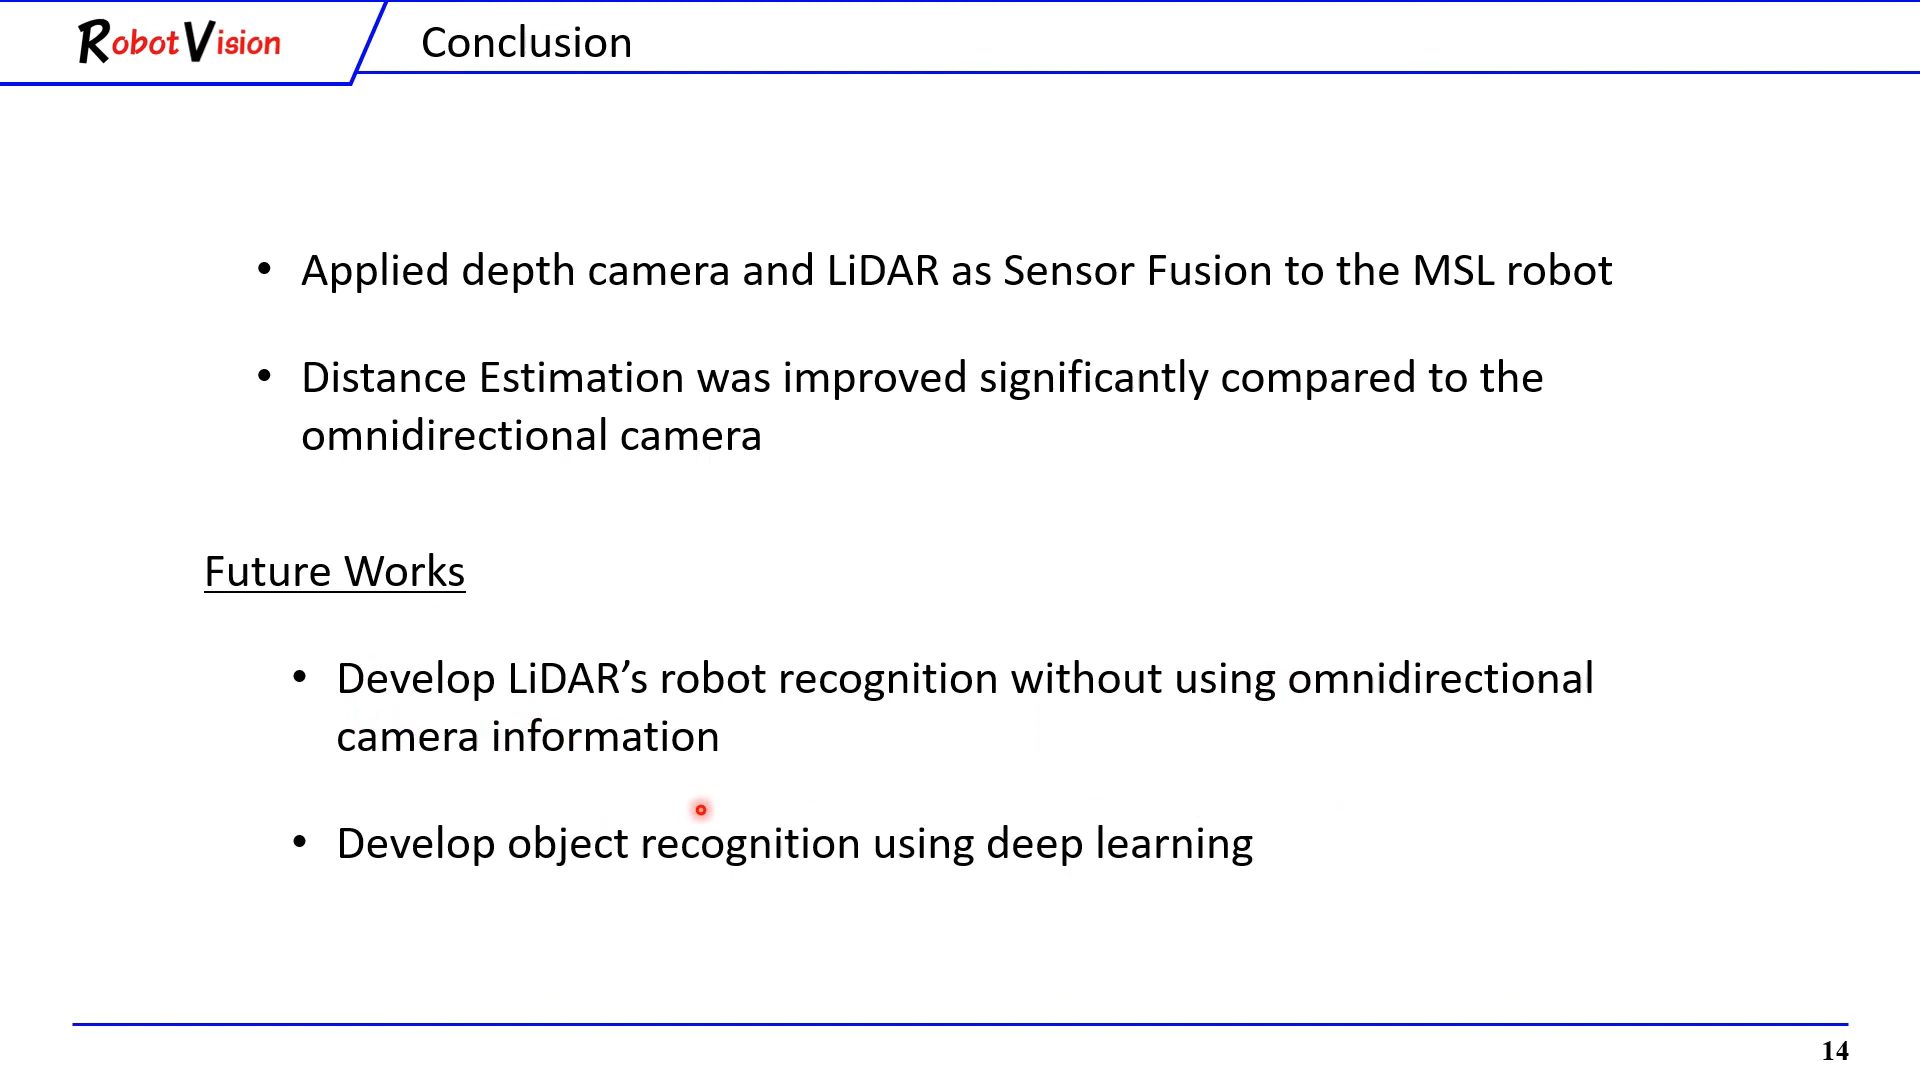 RobotVision
Conclusion
• Applied depth camera and LiDAR as Sensor Fusion to the MSL robot
• Distance Estimation was improved significantly compared to the
omnidirectional camera
Future Works
• Develop LiDAR’s robot recognition without using omnidirectional
camera information
• Develop object recognition using deep learning
14